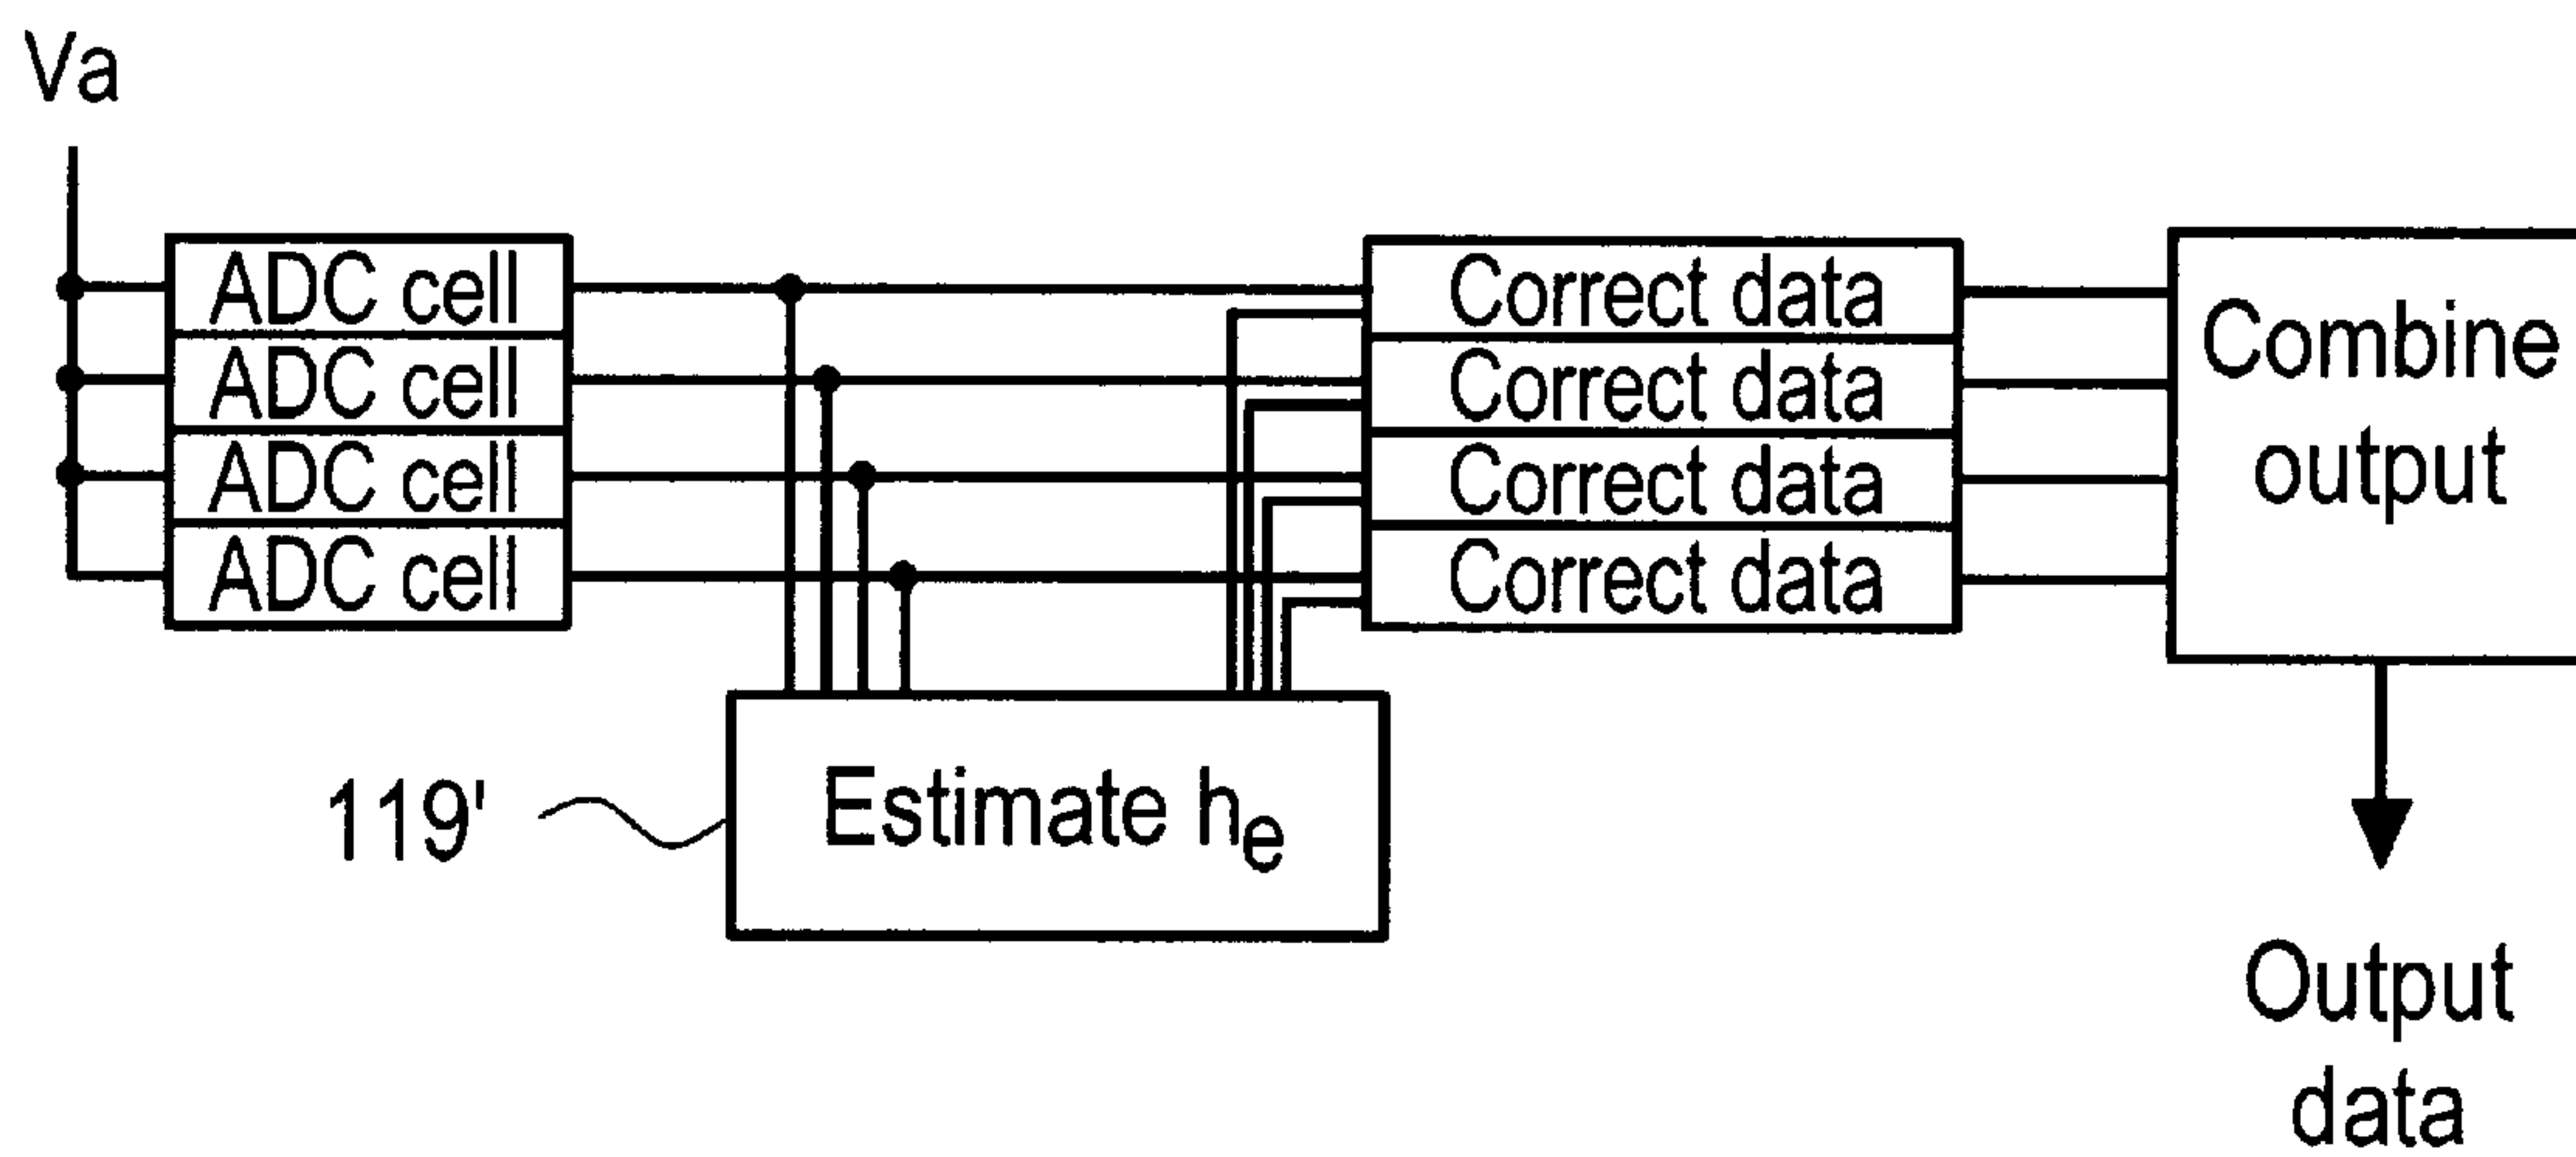 Va
ADC cell
ADC cell
ADC cell
ADC cell
Correct data
Correct data
Correct data
Correct data
Combine
output
119'
Estimate he
Output
data